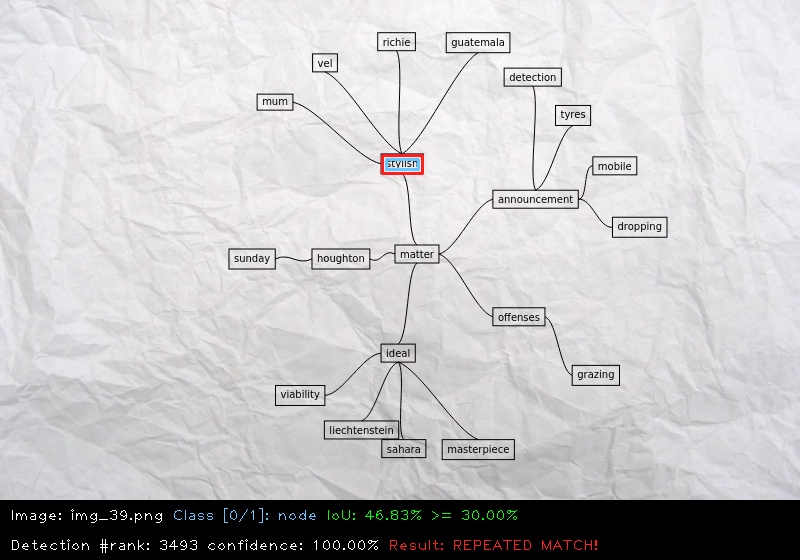 richie
guatemala
vel
detection
mum
tyres
stylish
mobile
announcement
dropping
matter
sunday
houghton
offenses
ideal
grazing
viability
liechtenstein
sahara
masterpiece
Image: img_39.png Class [0/1]: node IoU: 46.83% >= 30.00%
Detection #rank: 3493 confidence: 100.00% Result: REPEATED MATCH!